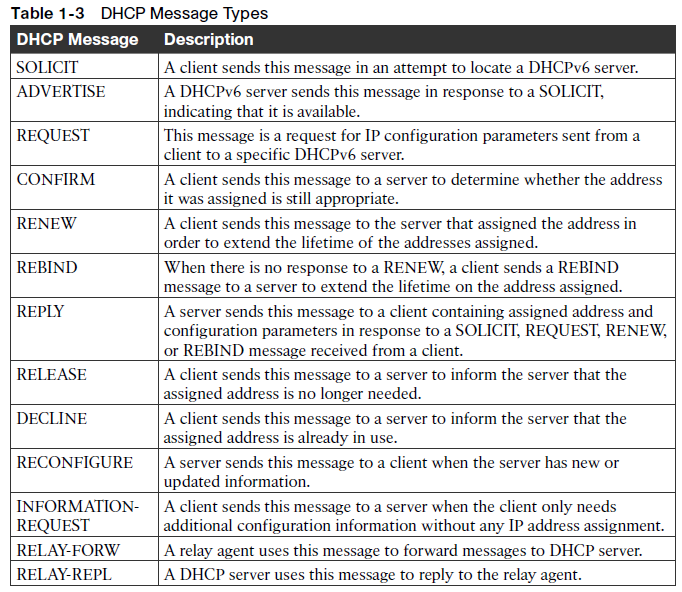 Table 1-3 DHCP Message Types
DHCP Message Description
SOLICIT A client sends this message in an attempt to locate a DHCPv6 server.
ADVERTISE A DHCPv6 server sends this message in response to a SOLICIT,
indicating that it is available.
REQUEST This message is a request for IP configuration parameters sent from a
client to a specific DHCPv6 server.
CONFIRM A client sends this message to a server to determine whether the address
it was assigned is still appropriate.
RENEW A client sends this message to the server that assigned the address in
order to extend the lifetime of the addresses assigned.
REBIND When there is no response to a RENEW, a client sends a REBIND
message to a server to extend the lifetime on the address assigned.
REPLY A server sends this message to a client containing assigned address and
configuration parameters in response to a SOLICIT, REQUEST, RENEW,
or REBIND message received from a client.
RELEASE A client sends this message to a server to inform the server that the
assigned address is no longer needed.
DECLINE A client sends this message to a server to inform the server that the
assigned address is already in use.
RECONFIGURE A server sends this message to a client when the server has new or
updated information.
INFORMATION- A client sends this message to a server when the client only needs
REQUEST additional configuration information without any IP address assignment.
RELAY-FORW A relay agent uses this message to forward messages to DHCP server.
RELAY-REPL A DHCP server uses this message to reply to the relay agent.